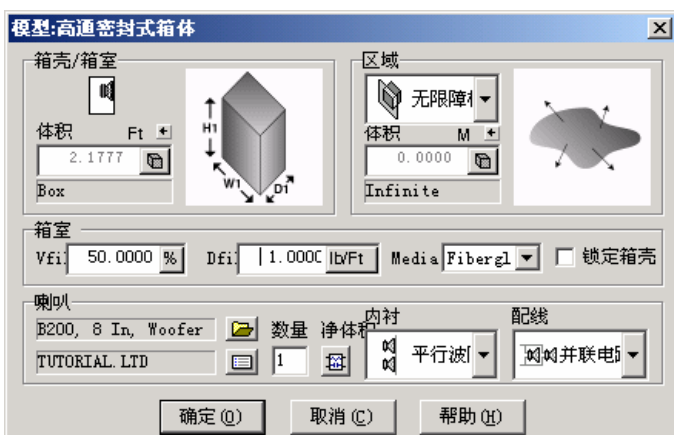 模型:高通密封式箱体
箱壳/箱室
体积 Ft
2.1777
Box
H1
W1
D1
区域
无限障
体积 M
0.0000
Infinite
箱室
Vfil 50.0000 % Dfil 1.0000 lb/Ft Media Fibergl 锁定箱壳
喇叭
B200, 8 In, Woofer
TUTORIAL.LTD
数量 净体积
1
内衬
平行波
配线
并联电
确定(O) 取消(C) 帮助(H)